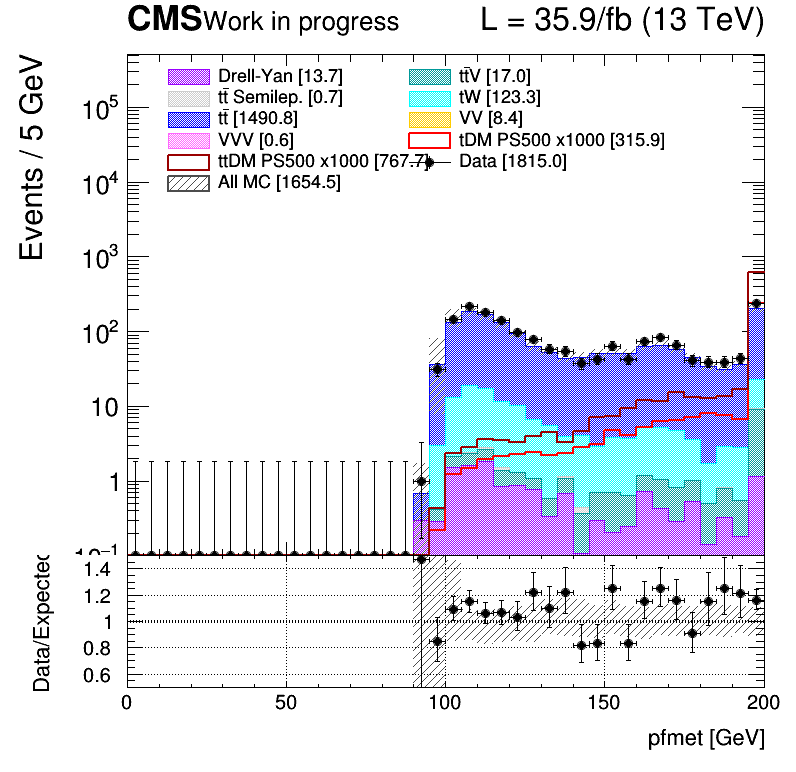 CMS Work in progress L = 35.9/fb (13 TeV)
Drell-Yan [13.7] tt̄V [17.0]
tt̄ Semilep. [0.7] tW [123.3]
tt̄ [1490.8] VV [8.4]
VVV [0.6] tDM PS500 x1000 [315.9]
ttDM PS500 x1000 [767.7] Data [1815.0]
All MC [1654.5]
Events / 5 GeV
10⁵
10⁴
10³
10²
10
1
10⁻¹
Data/Expected
1.4
1.2
1
0.8
0.6
0 50 100 150 200
pfmet [GeV]